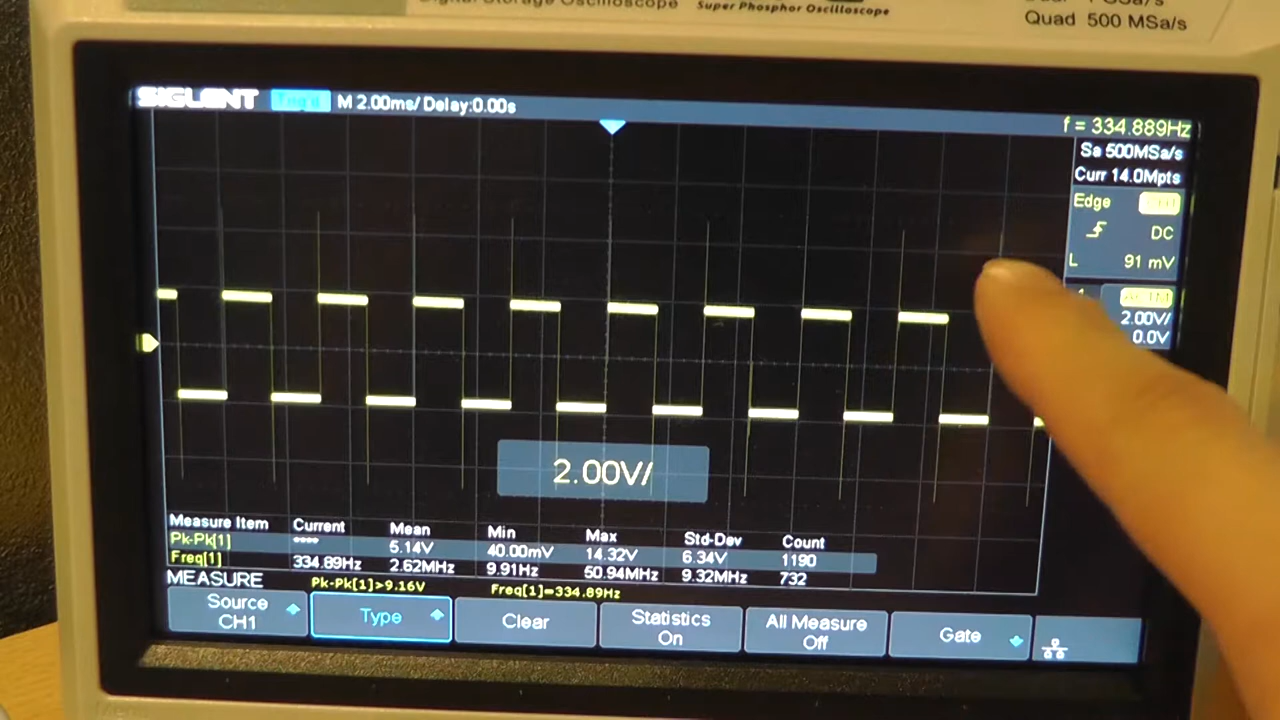 Digital Storage Oscilloscope
Super Phosphor Oscilloscope
Quad 500 MSa/s
SIGLENT Trig'd M 2.00ms/ Delay:0.00s
f = 334.889Hz
Sa 500MSa/s
Curr 14.0Mpts
Edge
DC
L 91 mV
2.00V/
0.0V
2.00V/
Measure Item Current Mean Min Max Std-Dev Count
Pk-Pk[1] **** 5.14V 40.00mV 14.32V 6.34V 1190
Freq[1] 334.89Hz 2.62MHz 9.91Hz 50.94MHz 9.32MHz 732
MEASURE Pk-Pk[1]>9.16V Freq[1]=334.89Hz
Source Type Clear Statistics All Measure Gate
CH1 On Off